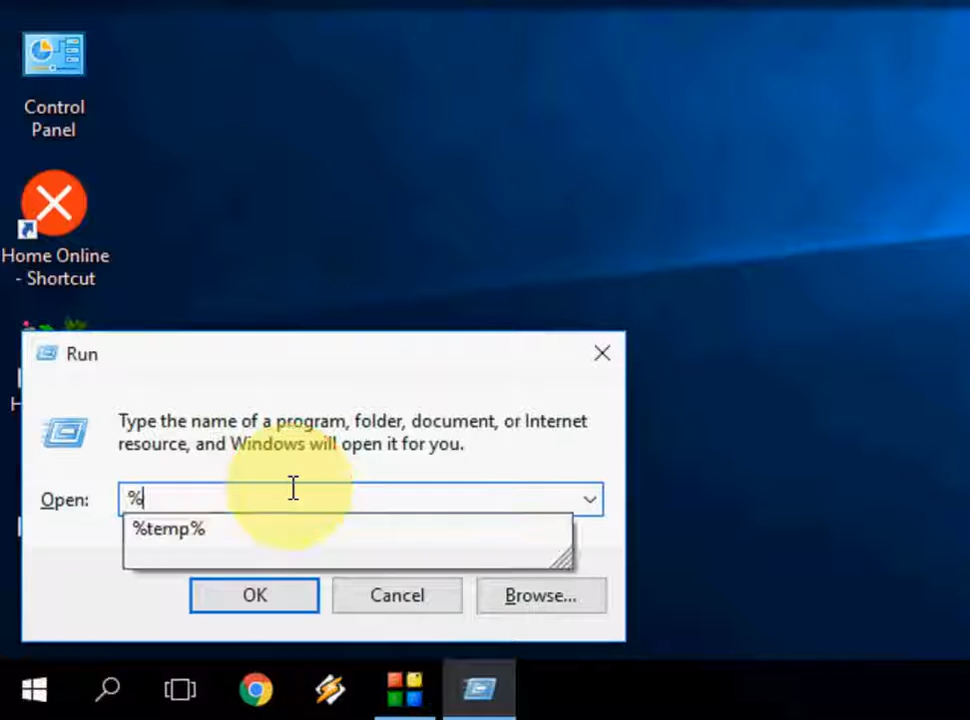 Control
Panel
Home Online
- Shortcut
H
Run
Type the name of a program, folder, document, or Internet
resource, and Windows will open it for you.
Open:
%
%temp%
OK
Cancel
Browse...